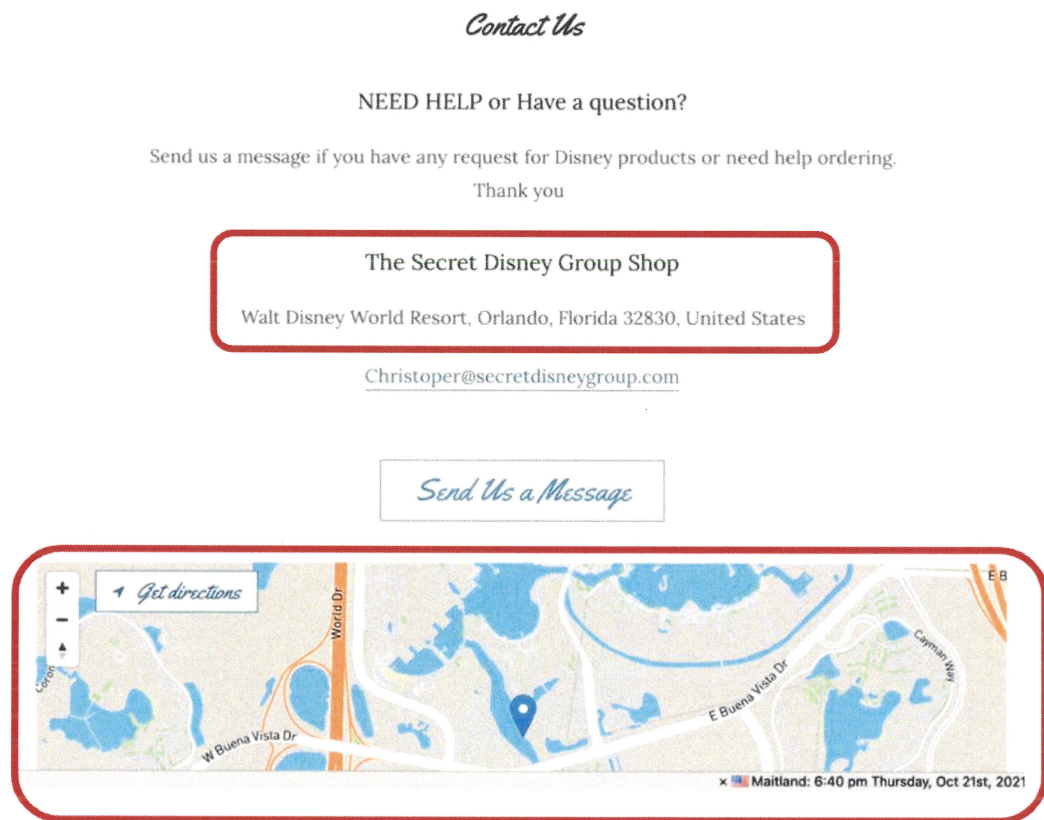 Contact Us
NEED HELP or Have a question?
Send us a message if you have any request for Disney products or need help ordering.
Thank you
The Secret Disney Group Shop
Walt Disney World Resort, Orlando, Florida 32830, United States
Christoper@secretdisneygroup.com
Send Us a Message
+
Get directions
E B
−
World Dr
Coron
Cayman Way
E Buena Vista Dr
W Buena Vista Dr
× Maitland: 6:40 pm Thursday, Oct 21st, 2021